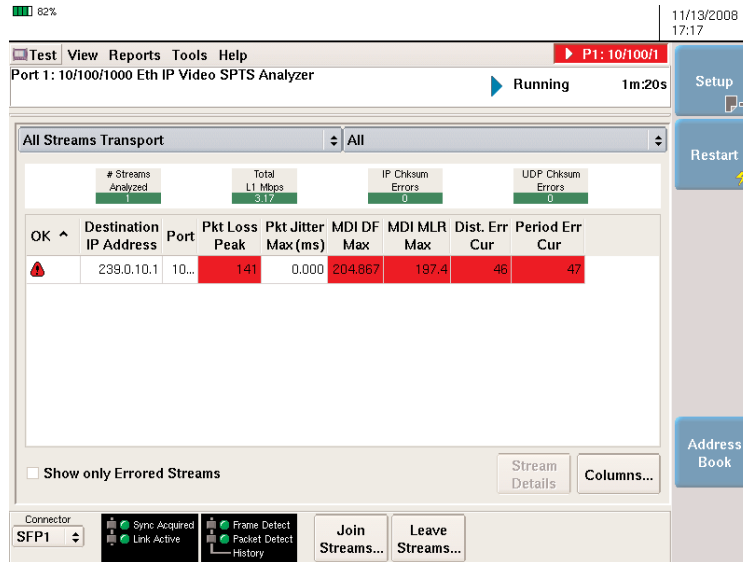 82%
11/13/2008
17:17
Test View Reports Tools Help
P1: 10/100/1
Port 1: 10/100/1000 Eth IP Video SPTS Analyzer
Running 1m:20s
Setup
Restart
All Streams Transport
All
# Streams Analyzed
1
Total L1 Mbps
3.17
IP Chksum Errors
0
UDP Chksum Errors
0
OK Destination IP Address Port Pkt Loss Peak Pkt Jitter Max (ms) MDI DF Max MDI MLR Max Dist. Err Cur Period Err Cur
239.0.10.1 10... 141 0.000 204.867 197.4 46 47
Show only Errored Streams
Stream Details
Columns...
Address Book
Connector
SFP1
Sync Acquired
Link Active
Frame Detect
Packet Detect
History
Join Streams...
Leave Streams...